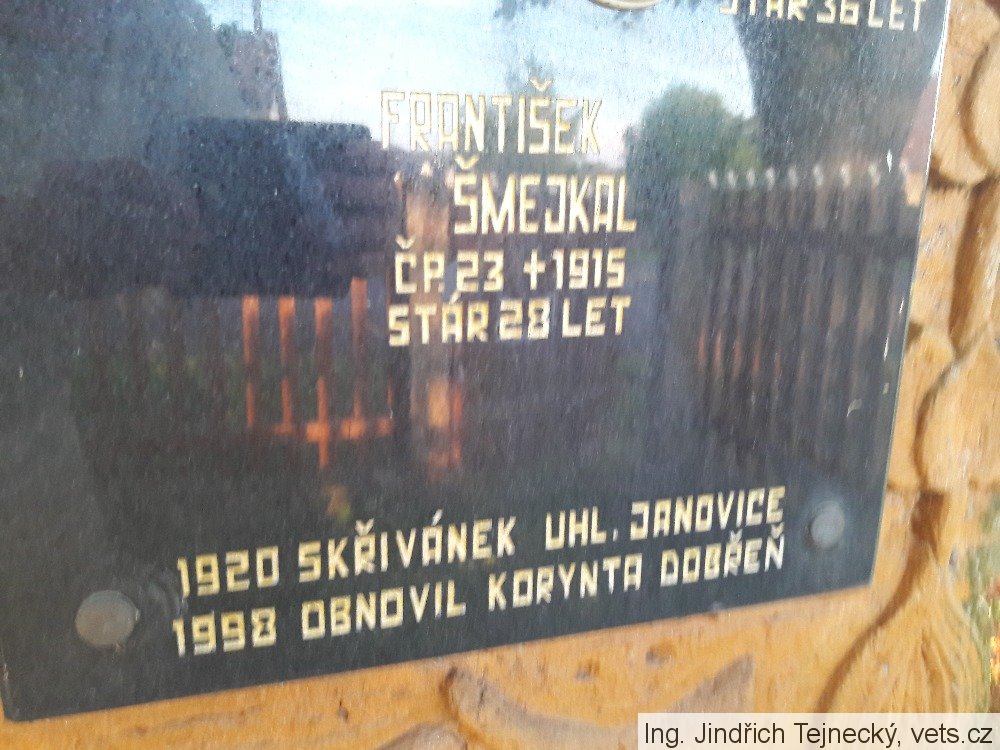 STÁR 36 LET
FRANTIŠEK
ŠMEJKAL
ČP. 23 †1915
STÁR 28 LET
1920 SKŘIVÁNEK UHL. JANOVICE
1998 OBNOVIL KORYNTA DOBŘEŇ
Ing. Jindřich Tejnecký, vets.cz